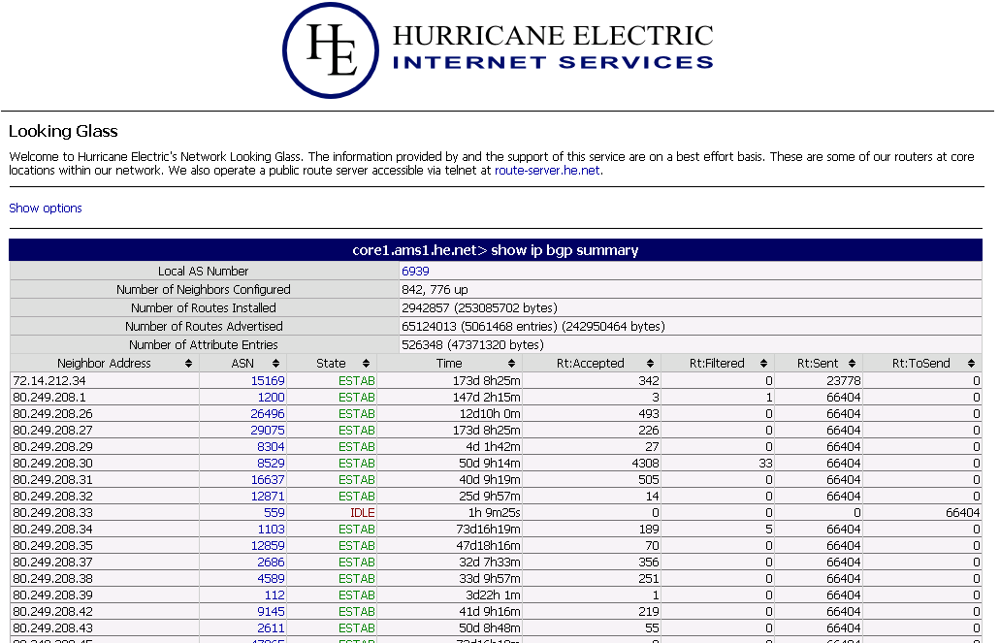 HE HURRICANE ELECTRIC
INTERNET SERVICES
Looking Glass
Welcome to Hurricane Electric's Network Looking Glass. The information provided by and the support of this service are on a best effort basis. These are some of our routers at core
locations within our network. We also operate a public route server accessible via telnet at route-server.he.net.
Show options
core1.ams1.he.net> show ip bgp summary
Local AS Number 6939
Number of Neighbors Configured 842, 776 up
Number of Routes Installed 2942857 (253085702 bytes)
Number of Routes Advertised 65124013 (5061468 entries) (242950464 bytes)
Number of Attribute Entries 526348 (47371320 bytes)
Neighbor Address ASN State Time Rt:Accepted Rt:Filtered Rt:Sent Rt:ToSend
72.14.212.34 15169 ESTAB 173d 8h25m 342 0 23778 0
80.249.208.1 1200 ESTAB 147d 2h15m 3 1 66404 0
80.249.208.26 26496 ESTAB 12d10h 0m 493 0 66404 0
80.249.208.27 29075 ESTAB 173d 8h25m 226 0 66404 0
80.249.208.29 8304 ESTAB 4d 1h42m 27 0 66404 0
80.249.208.30 8529 ESTAB 50d 9h14m 4308 33 66404 0
80.249.208.31 16637 ESTAB 40d 9h19m 505 0 66404 0
80.249.208.32 12871 ESTAB 25d 9h57m 14 0 66404 0
80.249.208.33 559 IDLE 1h 9m25s 0 0 0 66404
80.249.208.34 1103 ESTAB 73d16h19m 189 5 66404 0
80.249.208.35 12859 ESTAB 47d18h16m 70 0 66404 0
80.249.208.37 2686 ESTAB 32d 7h33m 356 0 66404 0
80.249.208.38 4589 ESTAB 33d 9h57m 251 0 66404 0
80.249.208.39 112 ESTAB 3d22h 1m 1 0 66404 0
80.249.208.42 9145 ESTAB 41d 9h16m 219 0 66404 0
80.249.208.43 2611 ESTAB 50d 8h48m 55 0 66404 0